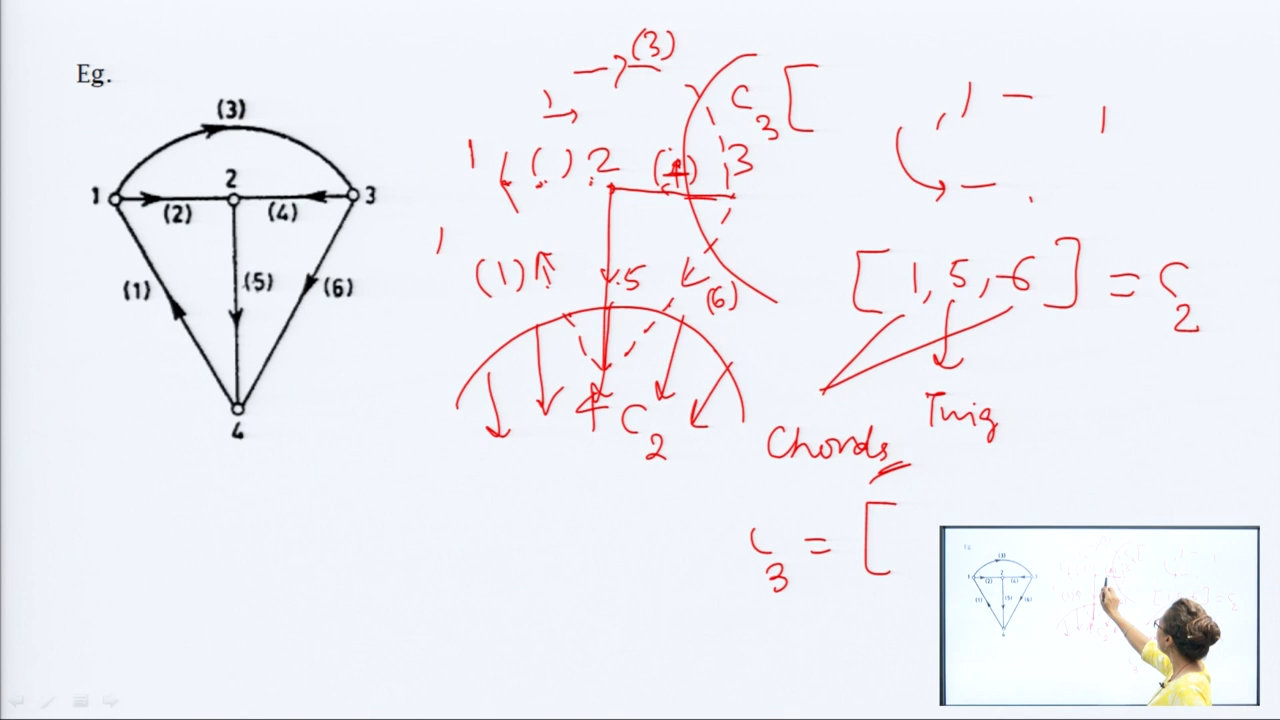 Eg.
(3)
1
2
3
(2)
(4)
(1)
(5)
(6)
4
(3)
C3 [
1
2
3
(1)
5
(6)
4
C2
[1, 5, -6] = C2
Twig
Chords
C3 = [